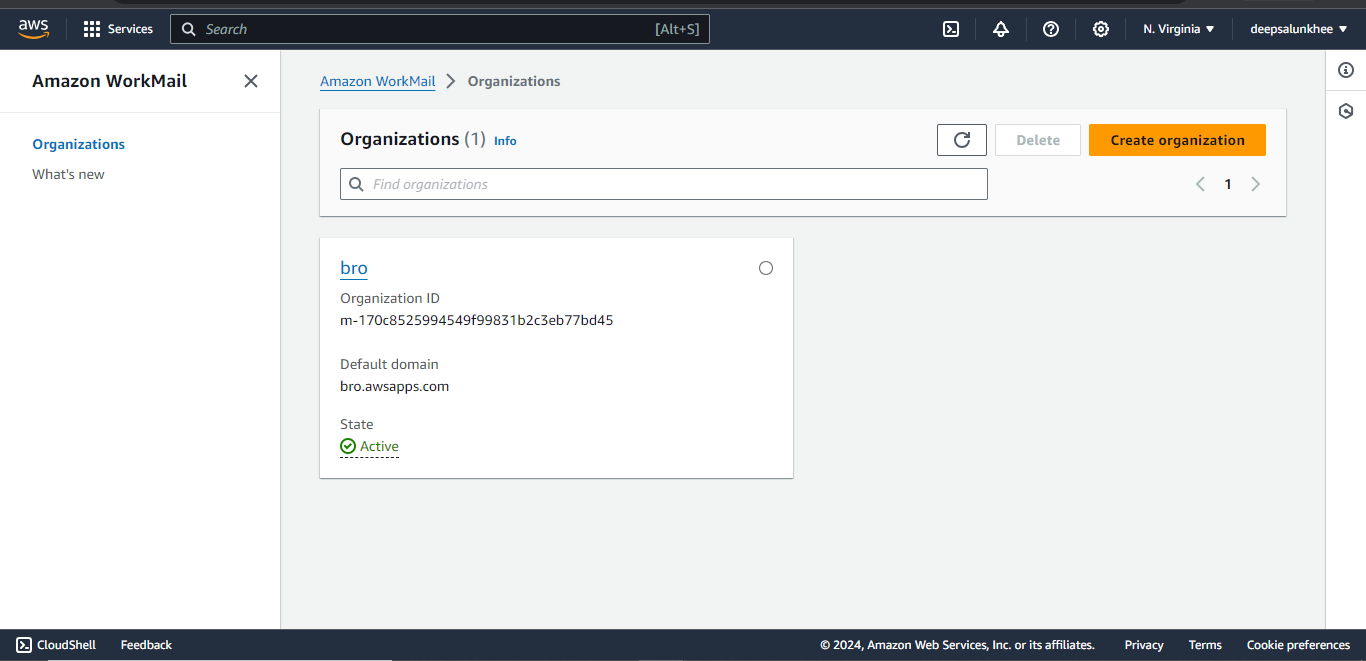 aws
Services
Search
[Alt+S]
N. Virginia
deepsalunkhee
Amazon WorkMail
Organizations
What's new
Amazon WorkMail
Organizations
Organizations (1) Info
Delete
Create organization
Find organizations
1
bro
Organization ID
m-170c8525994549f99831b2c3eb77bd45
Default domain
bro.awsapps.com
State
Active
CloudShell
Feedback
© 2024, Amazon Web Services, Inc. or its affiliates.
Privacy
Terms
Cookie preferences